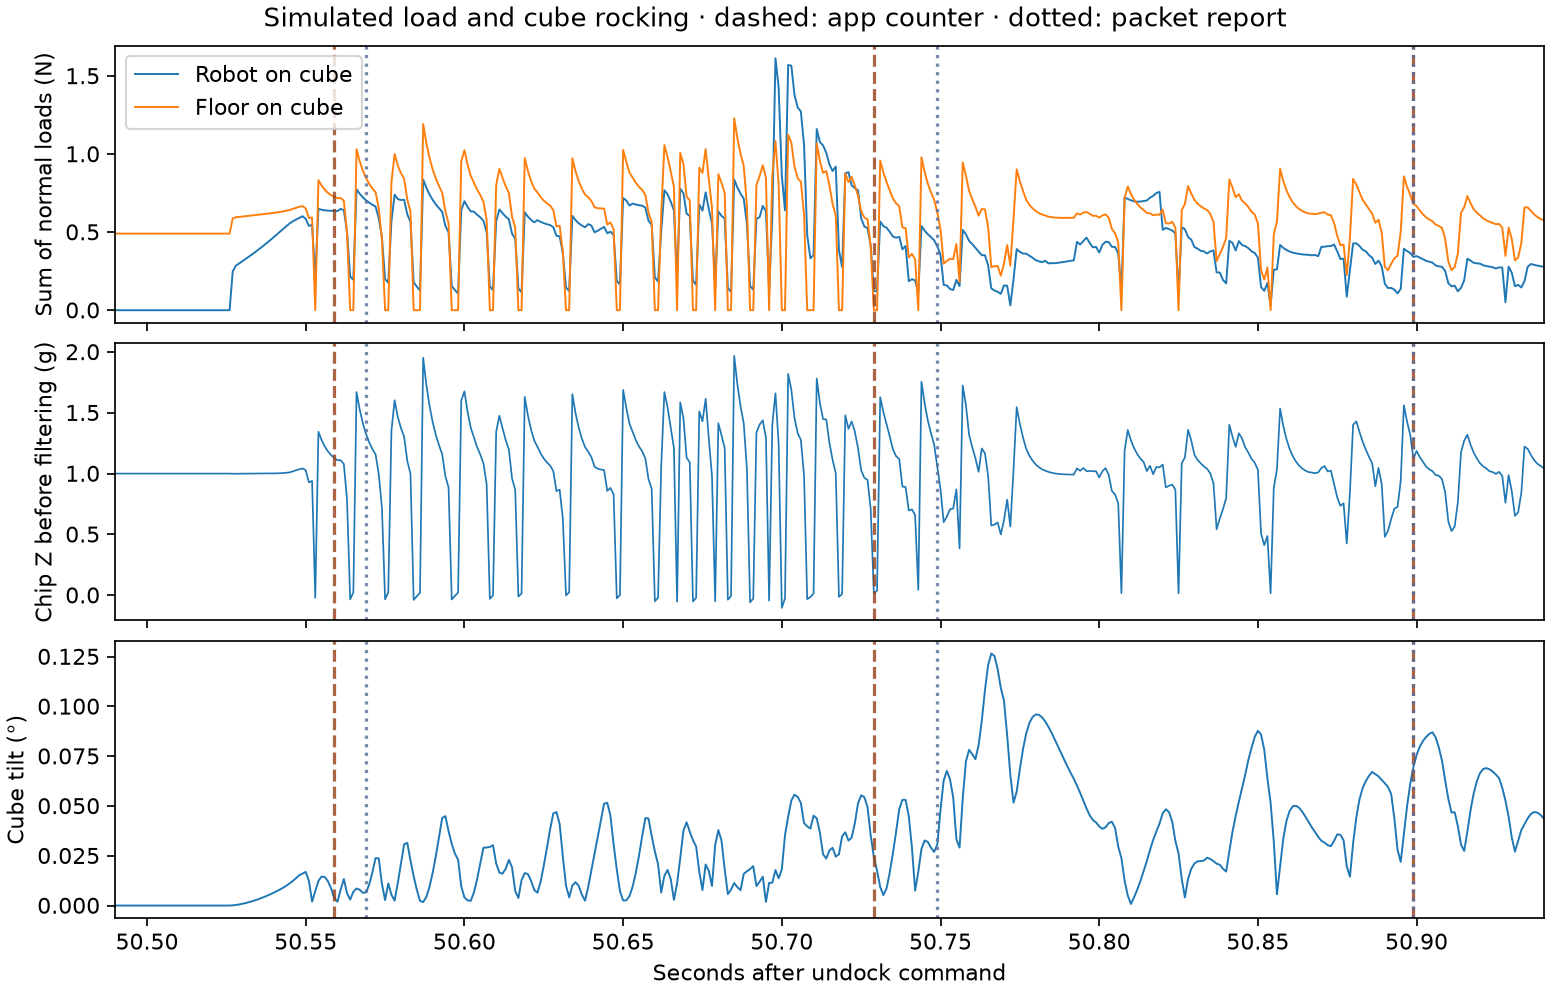 Simulated load and cube rocking · dashed: app counter · dotted: packet report
Sum of normal loads (N)
1.5
1.0
0.5
0.0
Robot on cube
Floor on cube
Chip Z before filtering (g)
2.0
1.5
1.0
0.5
0.0
Cube tilt (°)
0.125
0.100
0.075
0.050
0.025
0.000
50.50 50.55 50.60 50.65 50.70 50.75 50.80 50.85 50.90
Seconds after undock command